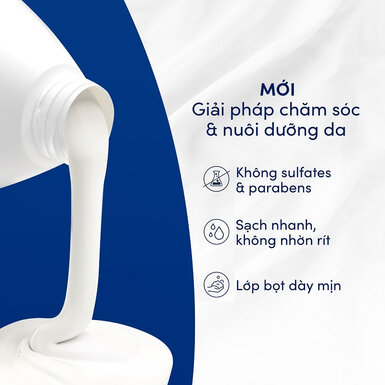 MỚI
Giải pháp chăm sóc
& nuôi dưỡng da
Không sulfates
& parabens
Sạch nhanh,
không nhờn rít
Lớp bọt dày mịn